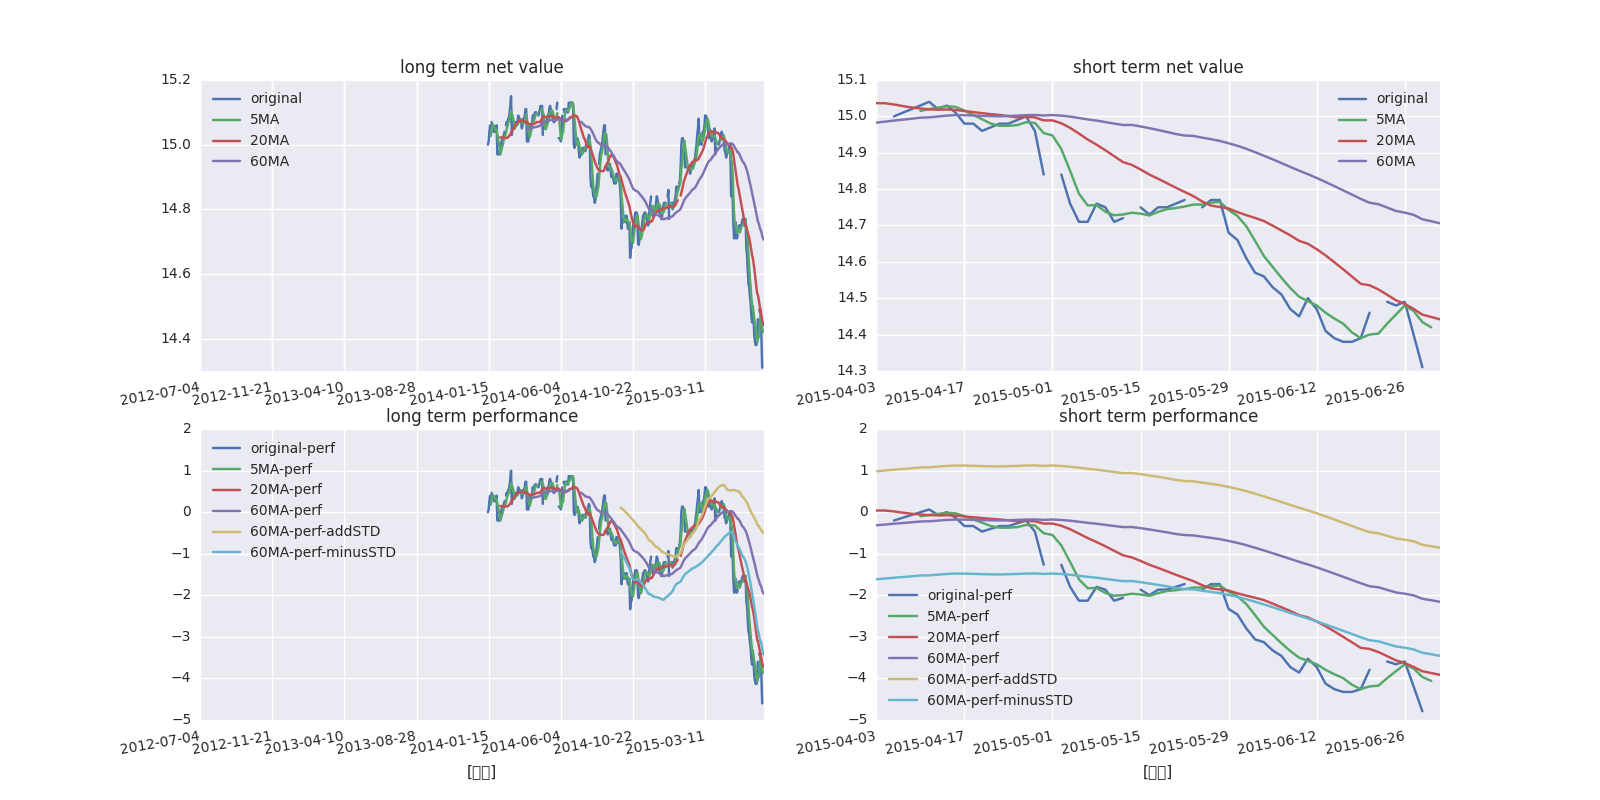 long term net value
15.2
15.0
14.8
14.6
14.4
original
5MA
20MA
60MA
2012-07-04
2012-11-21
2013-04-10
2013-08-28
2014-01-15
2014-06-04
2014-10-22
2015-03-11
short term net value
15.1
15.0
14.9
14.8
14.7
14.6
14.5
14.4
14.3
original
5MA
20MA
60MA
2015-04-03
2015-04-17
2015-05-01
2015-05-15
2015-05-29
2015-06-12
2015-06-26
long term performance
2
1
0
−1
−2
−3
−4
−5
original-perf
5MA-perf
20MA-perf
60MA-perf
60MA-perf-addSTD
60MA-perf-minusSTD
2012-07-04
2012-11-21
2013-04-10
2013-08-28
2014-01-15
2014-06-04
2014-10-22
2015-03-11
[▯▯]
short term performance
2
1
0
−1
−2
−3
−4
−5
original-perf
5MA-perf
20MA-perf
60MA-perf
60MA-perf-addSTD
60MA-perf-minusSTD
2015-04-03
2015-04-17
2015-05-01
2015-05-15
2015-05-29
2015-06-12
2015-06-26
[▯▯]